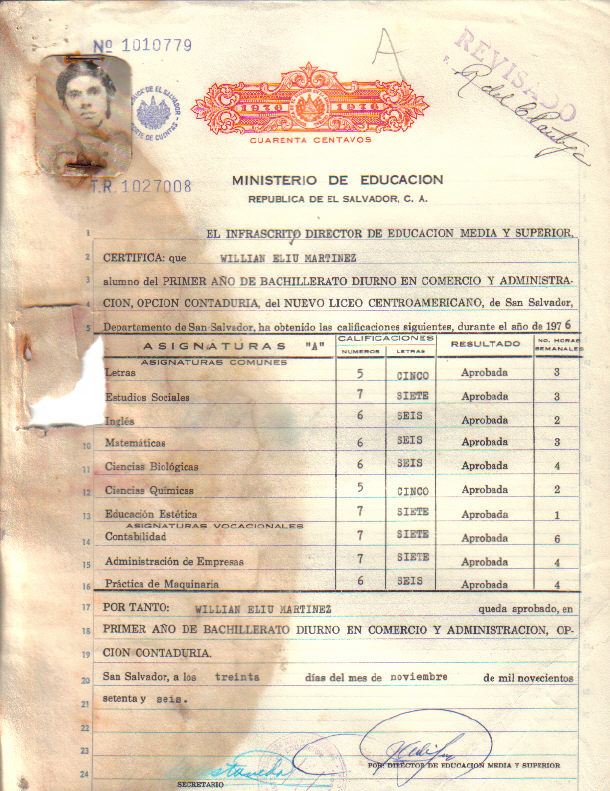 Nº 1010779
A
REVISADO
1976 1976
CUARENTA CENTAVOS
T.R. 1027008
MINISTERIO DE EDUCACION
REPUBLICA DE EL SALVADOR, C. A.
1 EL INFRASCRITO DIRECTOR DE EDUCACION MEDIA Y SUPERIOR,
2 CERTIFICA: que WILLIAN ELIU MARTINEZ
3 alumno del PRIMER AÑO DE BACHILLERATO DIURNO EN COMERCIO Y ADMINISTRA-
4 CION, OPCION CONTADURIA, del NUEVO LICEO CENTROAMERICANO, de San Salvador,
5 Departamento de San Salvador, ha obtenido las calificaciones siguientes, durante el año de 1976
ASIGNATURAS "A" CALIFICACIONES NUMEROS LETRAS RESULTADO NO. HORAS SEMANALES
ASIGNATURAS COMUNES
Letras 5 CINCO Aprobada 3
Estudios Sociales 7 SIETE Aprobada 3
Inglés 6 SEIS Aprobada 2
10 Matemáticas 6 SEIS Aprobada 3
11 Ciencias Biológicas 6 SEIS Aprobada 4
12 Ciencias Químicas 5 CINCO Aprobada 2
13 Educación Estética 7 SIETE Aprobada 1
ASIGNATURAS VOCACIONALES
14 Contabilidad 7 SIETE Aprobada 6
15 Administración de Empresas 7 SIETE Aprobada 4
16 Práctica de Maquinaria 6 SEIS Aprobada 4
17 POR TANTO: WILLIAN ELIU MARTINEZ queda aprobado, en
18 PRIMER AÑO DE BACHILLERATO DIURNO EN COMERCIO Y ADMINISTRACION, OP-
19 CION CONTADURIA.
20 San Salvador, a los treinta días del mes de noviembre de mil novecientos
21 setenta y seis.
22
23
POR: DIRECTOR DE EDUCACION MEDIA Y SUPERIOR
24
SECRETARIO